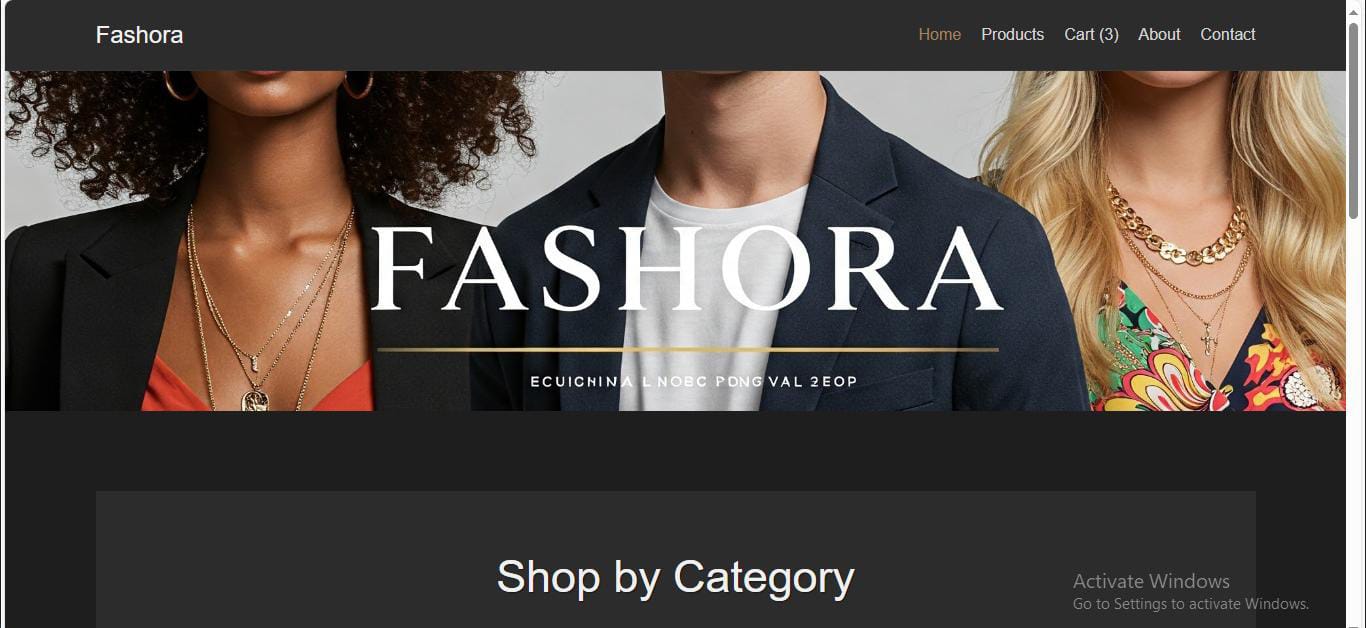 Fashora
Home Products Cart (3) About Contact
FASHORA
ECUICHINA L NOBC PDNG VAL 2EOP
Shop by Category
Activate Windows
Go to Settings to activate Windows.